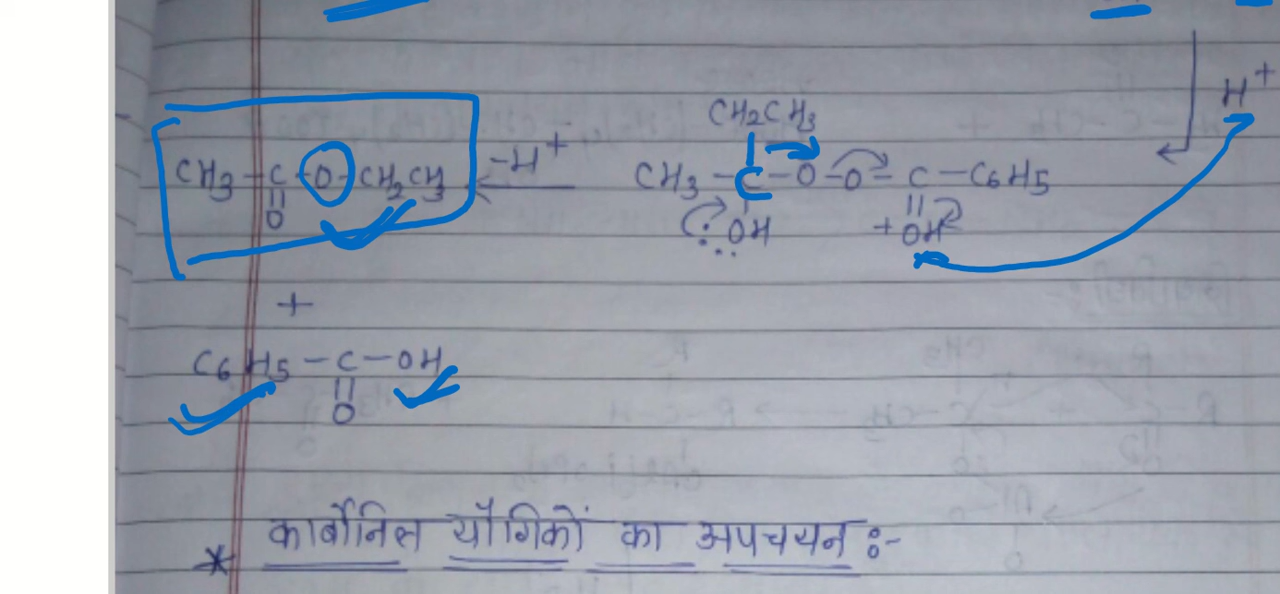 H+
CH2CH3
CH3 - C - O - CH2CH3 -H+ CH3 - C - O - O - C - C6H5
O OH + OH
+
C6H5 - C - OH
O
* कार्बोनिल यौगिकों का अपचयन :-